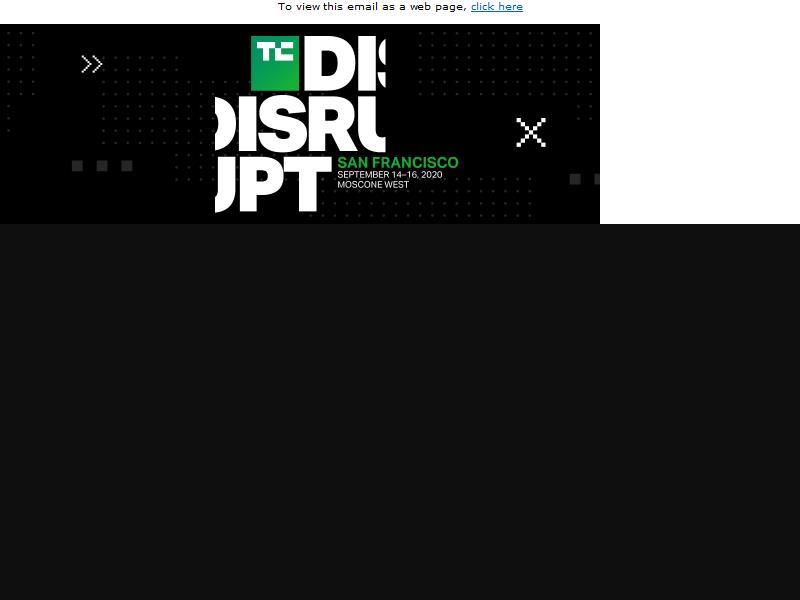 To view this email as a web page, click here
TC DIS
DISRU
UPT
SAN FRANCISCO
SEPTEMBER 14–16, 2020
MOSCONE WEST